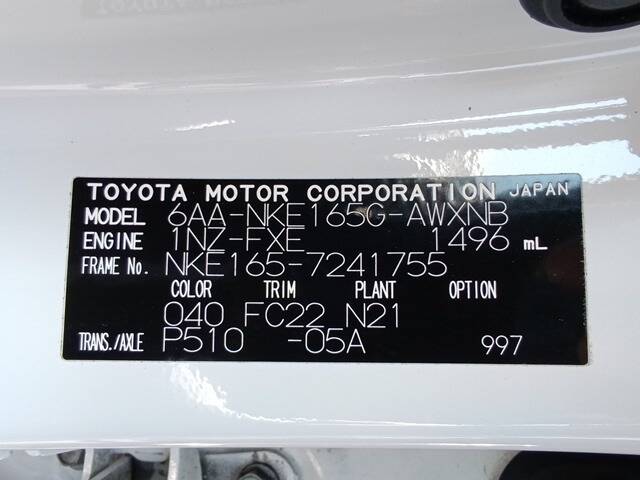 TOYOTA MOTOR CORPORATION JAPAN
MODEL 6AA-NKE165G-AWXNB
ENGINE 1NZ-FXE 1496 mL
FRAME No. NKE165-7241755
COLOR TRIM PLANT OPTION
040 FC22 N21
TRANS./AXLE P510 -05A 997